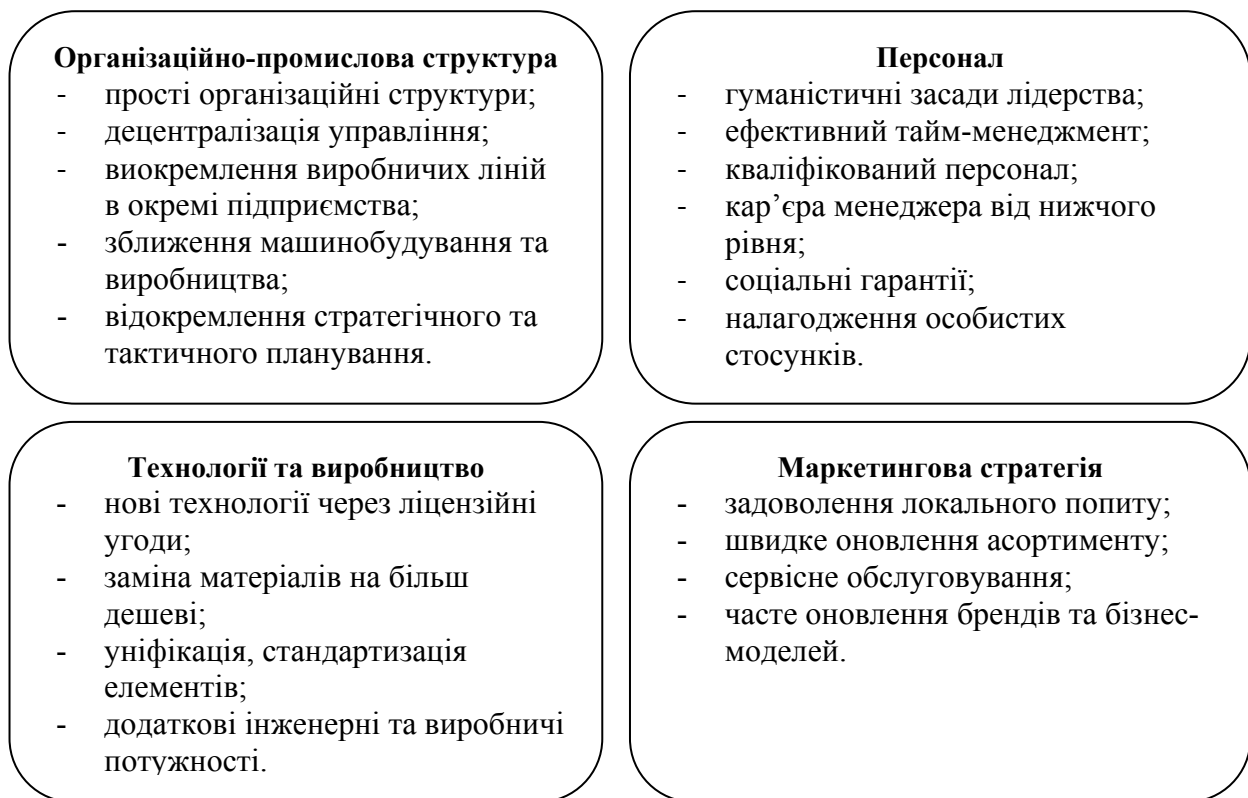 Організаційно-промислова структура
- прості організаційні структури;
- децентралізація управління;
- виокремлення виробничих ліній
в окремі підприємства;
- зближення машинобудування та
виробництва;
- відокремлення стратегічного та
тактичного планування.
Персонал
- гуманістичні засади лідерства;
- ефективний тайм-менеджмент;
- кваліфікований персонал;
- кар’єра менеджера від нижчого
рівня;
- соціальні гарантії;
- налагодження особистих
стосунків.
Технології та виробництво
- нові технології через ліцензійні
угоди;
- заміна матеріалів на більш
дешеві;
- уніфікація, стандартизація
елементів;
- додаткові інженерні та виробничі
потужності.
Маркетингова стратегія
- задоволення локального попиту;
- швидке оновлення асортименту;
- сервісне обслуговування;
- часте оновлення брендів та бізнес-
моделей.